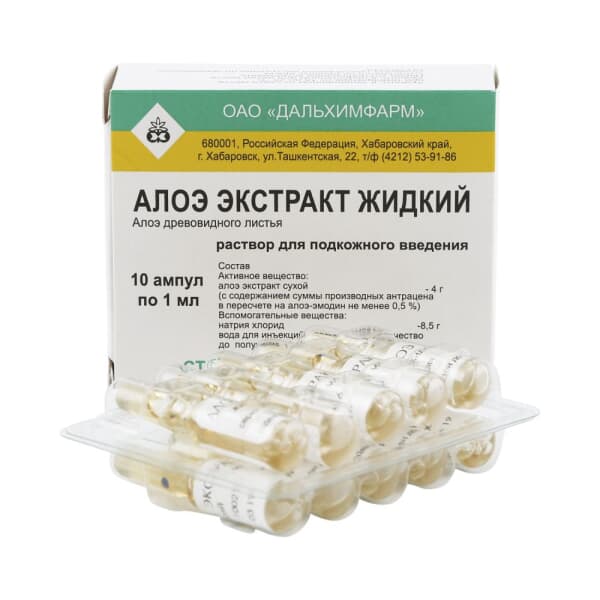 ОАО «ДАЛЬХИМФАРМ»
680001, Российская Федерация, Хабаровский край,
г. Хабаровск, ул.Ташкентская, 22, т/ф (4212) 53-91-86
АЛОЭ ЭКСТРАКТ ЖИДКИЙ
Алоэ древовидного листья
раствор для подкожного введения
10 ампул
по 1 мл
Состав
Активное вещество:
алоэ экстракт сухой - 4 г
(с содержанием суммы производных антрацена
в пересчете на алоэ-эмодин не менее 0,5 %)
Вспомогательные вещества:
натрия хлорид -8,5 г
вода для инъекций
до